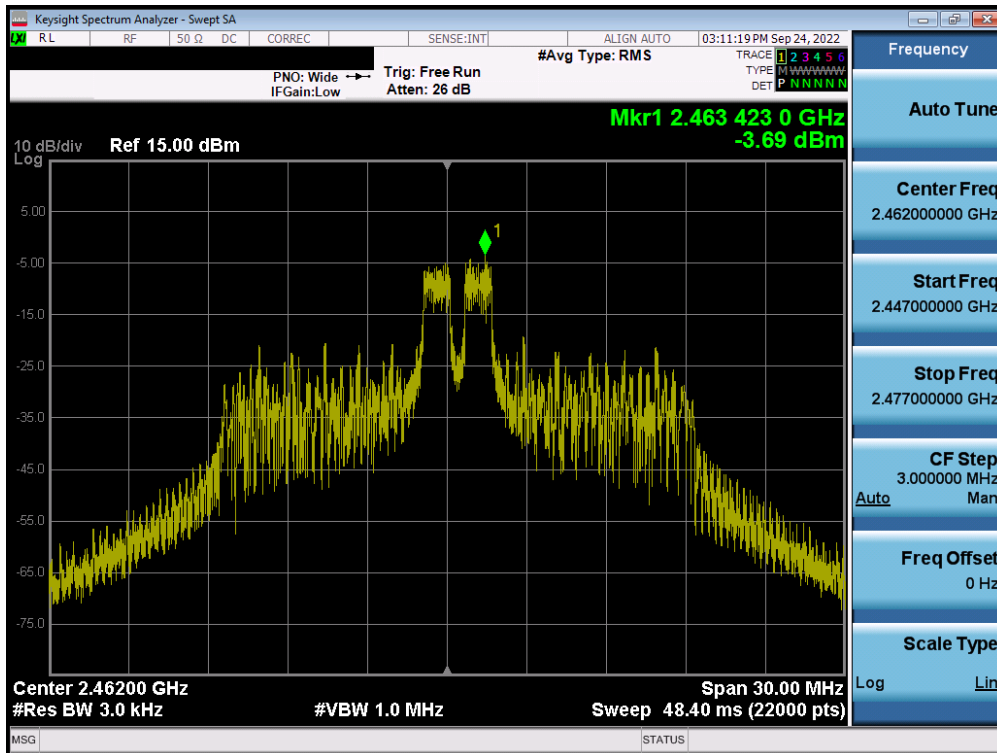 Keysight Spectrum Analyzer - Swept SA
LXI RL RF 50 Ω DC CORREC SENSE:INT ALIGN AUTO 03:11:19 PM Sep 24, 2022
#Avg Type: RMS
TRACE 1 2 3 4 5 6
PNO: Wide Trig: Free Run
TYPE M WWWWW
IFGain:Low Atten: 26 dB
DET P N N N N N
Mkr1 2.463 423 0 GHz
-3.69 dBm
10 dB/div Ref 15.00 dBm
Log
5.00
-5.00
-15.0
-25.0
-35.0
-45.0
-55.0
-65.0
-75.0
1
Center 2.46200 GHz Span 30.00 MHz
#Res BW 3.0 kHz #VBW 1.0 MHz Sweep 48.40 ms (22000 pts)
MSG STATUS
Frequency
Auto Tune
Center Freq
2.462000000 GHz
Start Freq
2.447000000 GHz
Stop Freq
2.477000000 GHz
CF Step
3.000000 MHz
Auto Man
Freq Offset
0 Hz
Scale Type
Log Lin